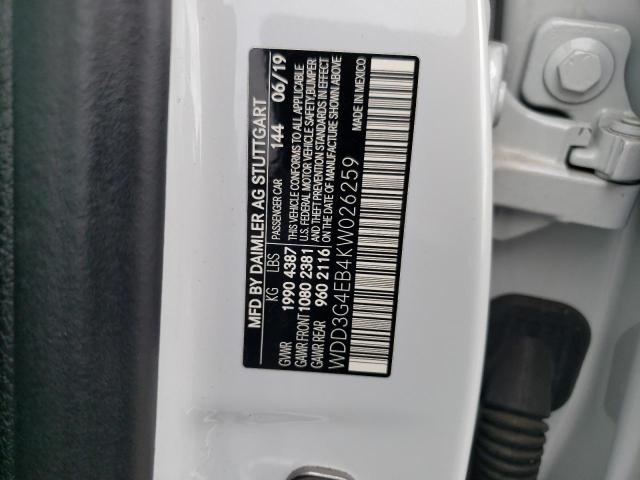 MFD BY DAIMLER AG STUTTGART
PASSENGER CAR 144 06/19
KG LBS
GVWR 1990 4387
GAWR FRONT 1080 2381
GAWR REAR 960 2116
THIS VEHICLE CONFORMS TO ALL APPLICABLE
U.S. FEDERAL MOTOR VEHICLE SAFETY,BUMPER
AND THEFT PREVENTION STANDARDS IN EFFECT
ON THE DATE OF MANUFACTURE SHOWN ABOVE
MADE IN MEXICO
WDD3G4EB4KW026259